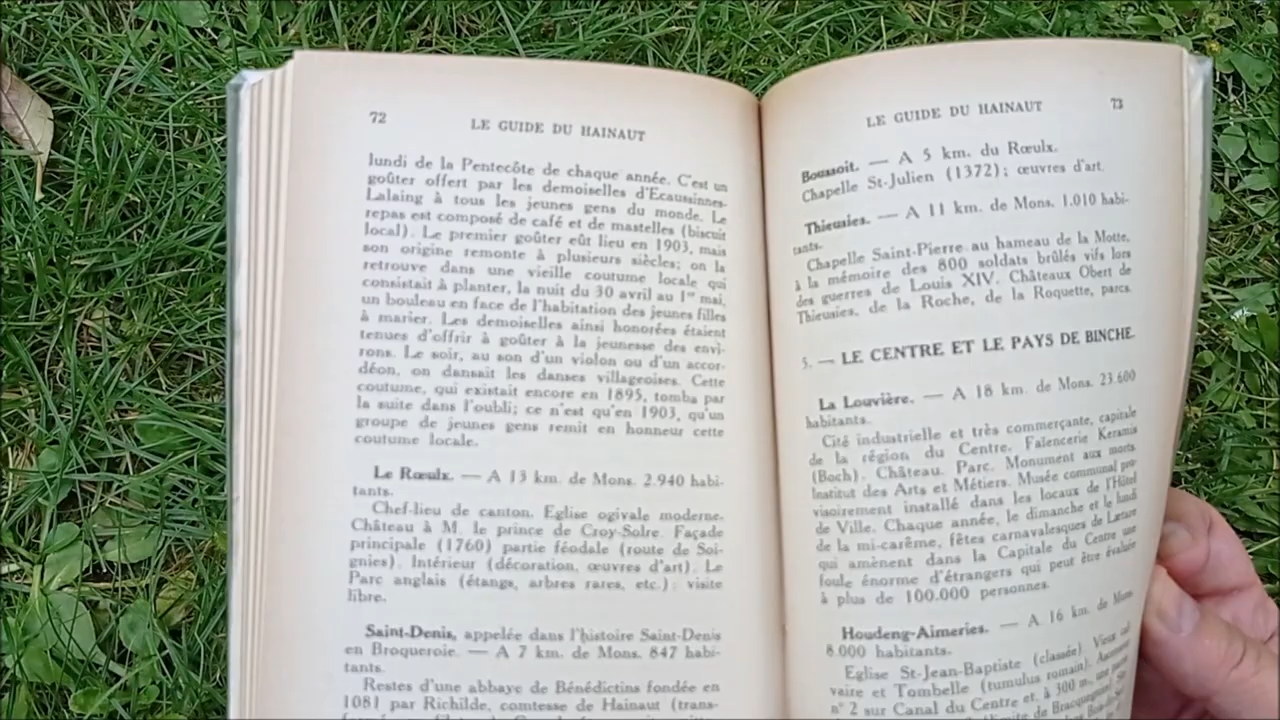 72
LE GUIDE DU HAINAUT
lundi de la Pentecôte de chaque année. C'est un
goûter offert par les demoiselles d'Ecaussinnes-
Lalaing à tous les jeunes gens du monde. Le
repas est composé de café et de mastelles (biscuit
local). Le premier goûter eût lieu en 1903, mais
son origine remonte à plusieurs siècles; on la
retrouve dans une vieille coutume locale qui
consistait à planter, la nuit du 30 avril au 1er mai,
un bouleau en face de l'habitation des jeunes filles
à marier. Les demoiselles ainsi honorées étaient
tenues d'offrir à goûter à la jeunesse des envi-
rons. Le soir, au son d'un violon ou d'un accor-
déon, on dansait les danses villageoises. Cette
coutume, qui existait encore en 1895, tomba par
la suite dans l'oubli; ce n'est qu'en 1903, qu'un
groupe de jeunes gens remit en honneur cette
coutume locale.
Le Rœulx. — A 13 km. de Mons. 2.940 habi-
tants.
Chef-lieu de canton. Eglise ogivale moderne.
Château à M. le prince de Croy-Solre. Façade
principale (1760) partie féodale (route de Soi-
gnies). Intérieur (décoration, œuvres d'art). Le
Parc anglais (étangs, arbres rares, etc.) : visite
libre.
Saint-Denis, appelée dans l'histoire Saint-Denis
en Broqueroie. — A 7 km. de Mons. 847 habi-
tants.
Restes d'une abbaye de Bénédictins fondée en
1081 par Richilde, comtesse de Hainaut (trans-
LE GUIDE DU HAINAUT
73
Boussoit. — A 5 km. du Rœulx.
Chapelle St-Julien (1372); œuvres d'art.
Thieusies. — A 11 km. de Mons. 1.010 habi-
tants.
Chapelle Saint-Pierre au hameau de la Motte,
à la mémoire des 800 soldats brûlés vifs lors
des guerres de Louis XIV. Châteaux Obert de
Thieusies, de la Roche, de la Roquette, parcs.
5. — LE CENTRE ET LE PAYS DE BINCHE.
La Louvière. — A 18 km. de Mons. 23.600
habitants.
Cité industrielle et très commerçante, capitale
de la région du Centre. Faïencerie Keramis
(Boch). Château. Parc. Monument aux morts.
Institut des Arts et Métiers. Musée communal pro-
visoirement installé dans les locaux de l'Hôtel
de Ville. Chaque année, le dimanche et le lundi
de la mi-carême, fêtes carnavalesques de Lætare
qui amènent dans la Capitale du Centre une
foule énorme d'étrangers qui peut être évaluée
à plus de 100.000 personnes.
Houdeng-Aimeries. — A 16 km. de Mons
8.000 habitants.
Eglise St-Jean-Baptiste (classée) Vieux cal-
vaire et Tombelle (tumulus romain). Ascenseur
n° 2 sur Canal du Centre et, à 300 m., une